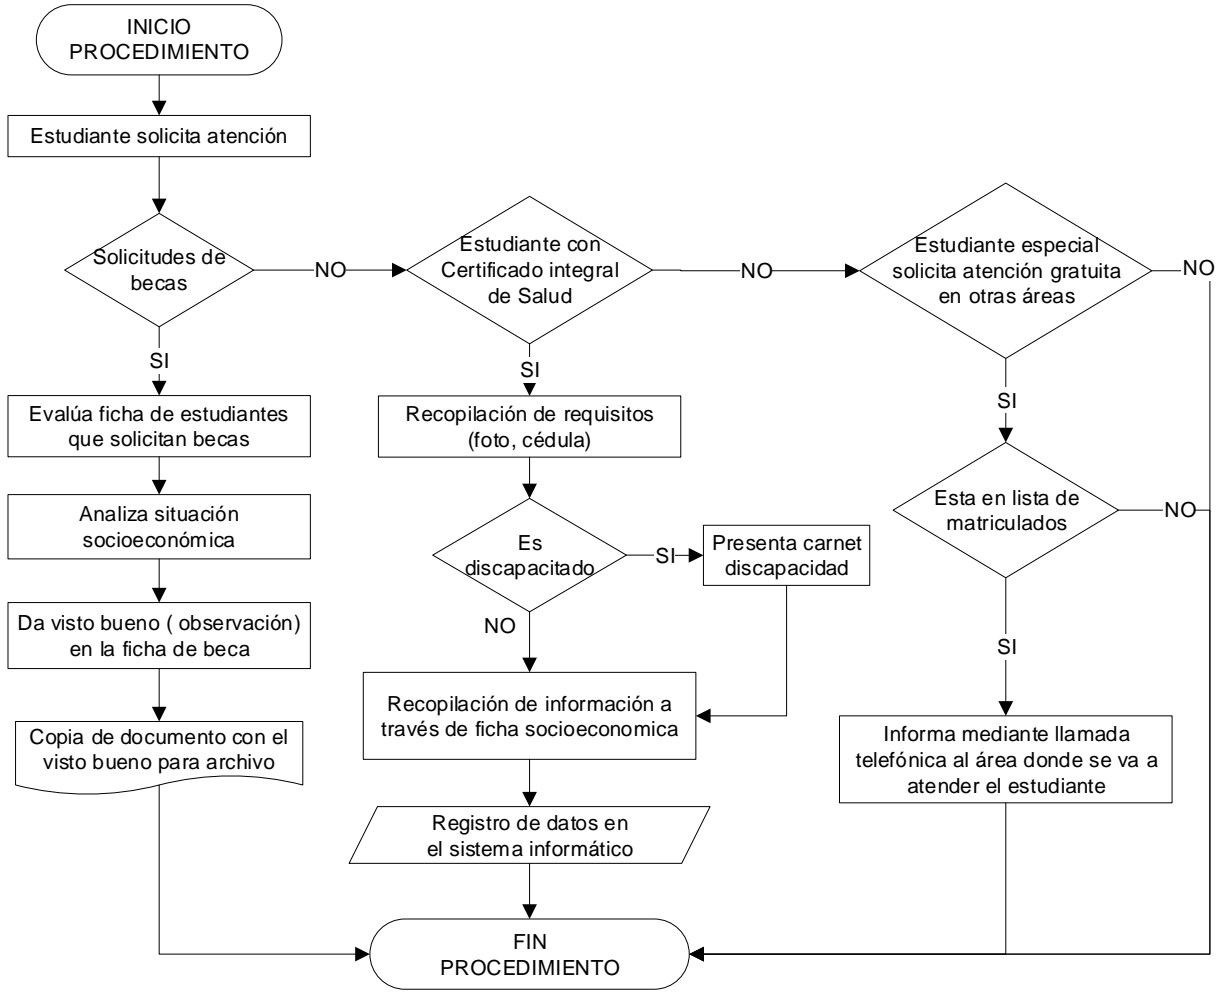 INICIO
PROCEDIMIENTO
Estudiante solicita atención
Solicitudes de
becas
NO
Estudiante con
Certificado integral
de Salud
NO
Estudiante especial
solicita atención gratuita
en otras áreas
NO
SI
Evalúa ficha de estudiantes
que solicitan becas
Analiza situación
socioeconómica
Da visto bueno ( observación)
en la ficha de beca
Copia de documento con el
visto bueno para archivo
SI
Recopilación de requisitos
(foto, cédula)
Es
discapacitado
SI
Presenta carnet
discapacidad
NO
Recopilación de información a
través de ficha socioeconomica
Registro de datos en
el sistema informático
SI
Esta en lista de
matriculados
NO
SI
Informa mediante llamada
telefónica al área donde se va a
atender el estudiante
FIN
PROCEDIMIENTO